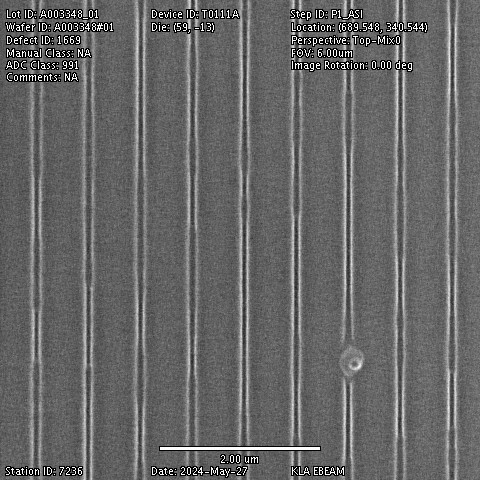 Lot ID: A003348_01
Wafer ID: A003348#01
Defect ID: 1669
Manual Class: NA
ADC Class: 991
Comments: NA
Device ID: T0111A
Die: (59, -13)
Step ID: P1_ASI
Location: (689.548, 340.544)
Perspective: Top-Mix0
FOV: 6.00um
Image Rotation: 0.00 deg
2.00 um
Station ID: 7236
Date: 2024-May-27
KLA EBEAM